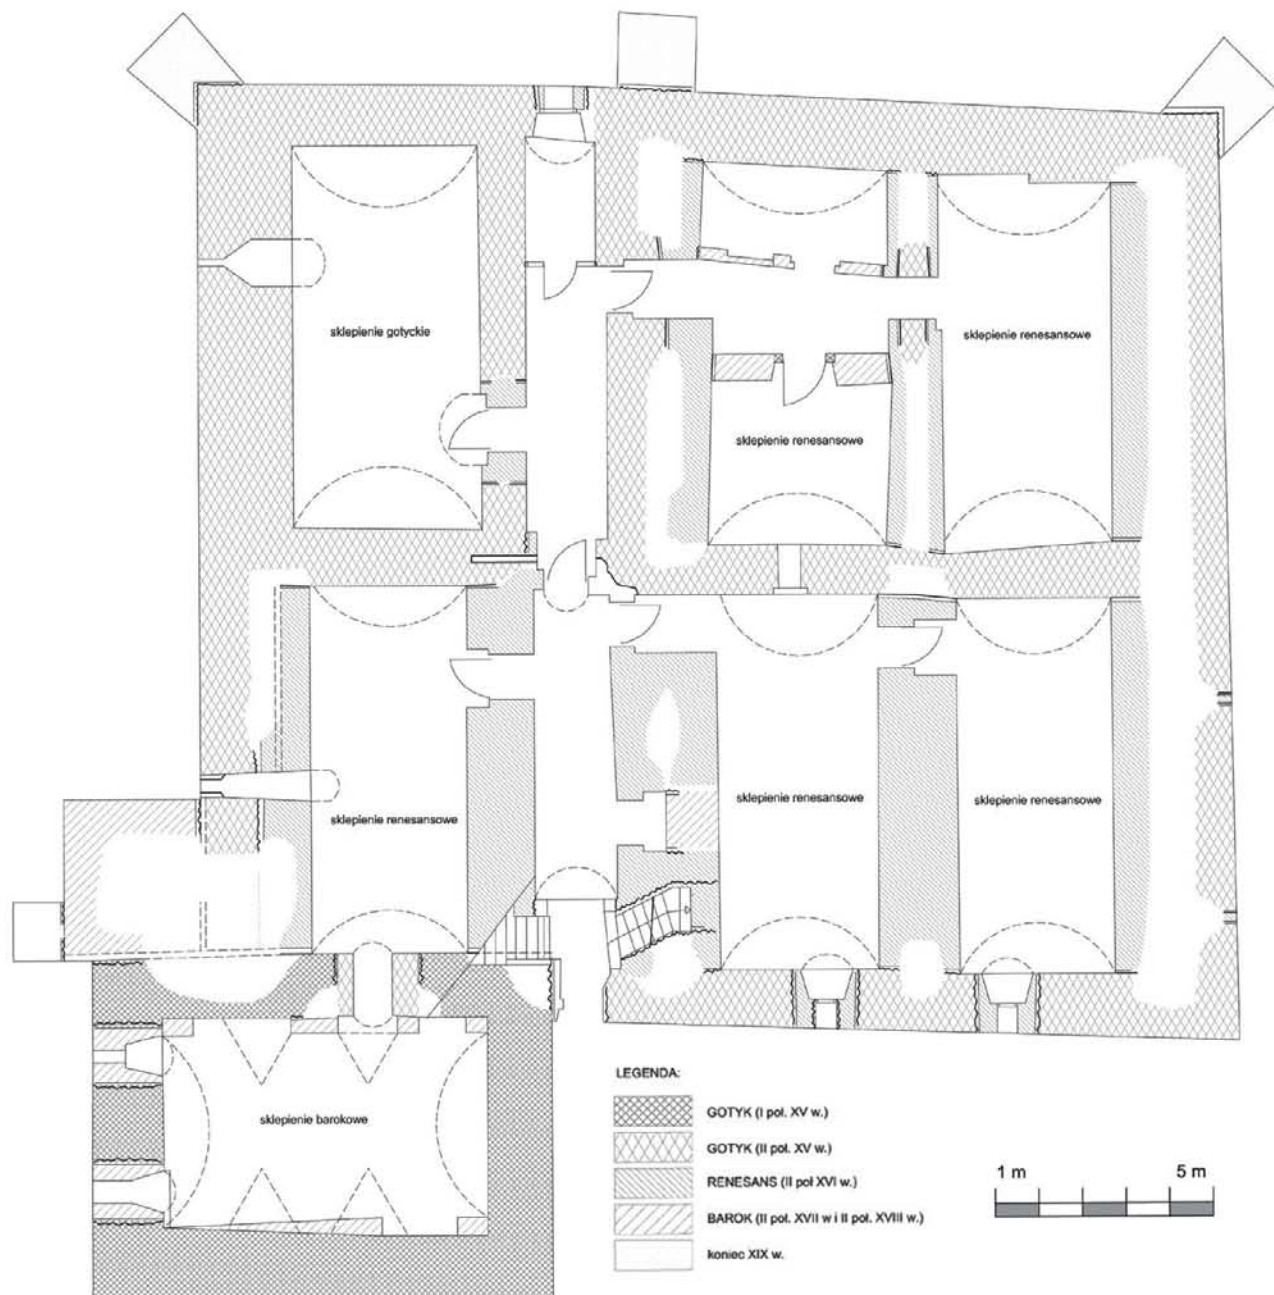 sklepienie gotyckie
sklepienie renesansowe
sklepienie renesansowe
sklepienie renesansowe
sklepienie renesansowe
sklepienie renesansowe
sklepienie barokowe
LEGENDA:
GOTYK (I poł. XV w.)
GOTYK (II poł. XV w.)
RENESANS (II poł XVI w.)
BAROK (II poł. XVII w i II poł. XVIII w.)
koniec XIX w.
1 m 5 m